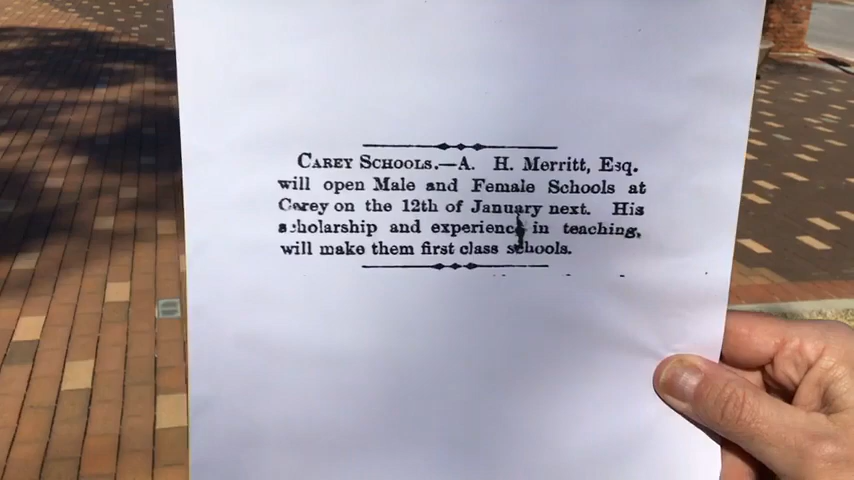 CAREY SCHOOLS.—A. H. Merritt, Esq.
will open Male and Female Schools at
Carey on the 12th of January next. His
scholarship and experience in teaching,
will make them first class schools.